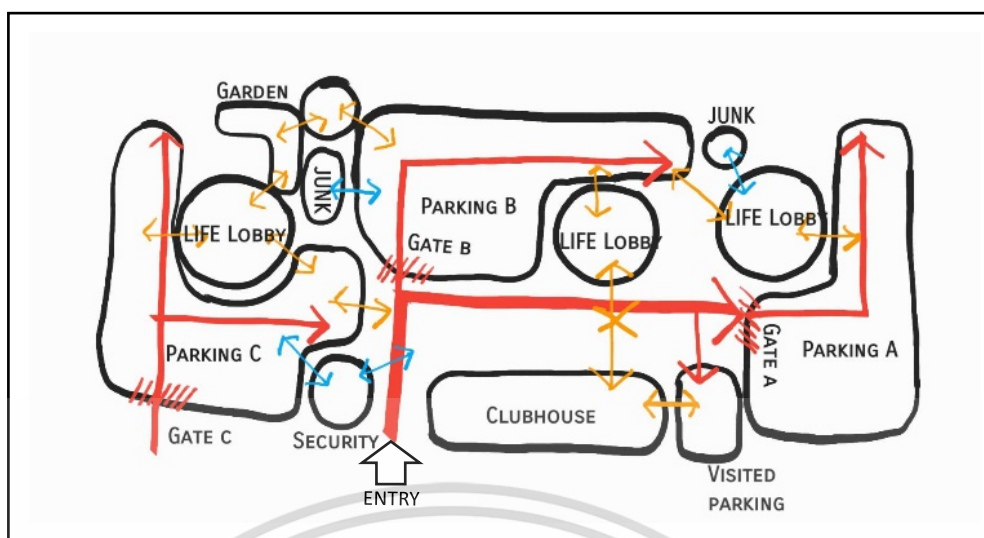 GARDEN
JUNK
JUNK
PARKING B
LIFE LOBBY
LIFE LOBBY
LIFE LOBBY
GATE B
PARKING C
GATE A
PARKING A
CLUBHOUSE
GATE C
SECURITY
VISITED
PARKING
ENTRY